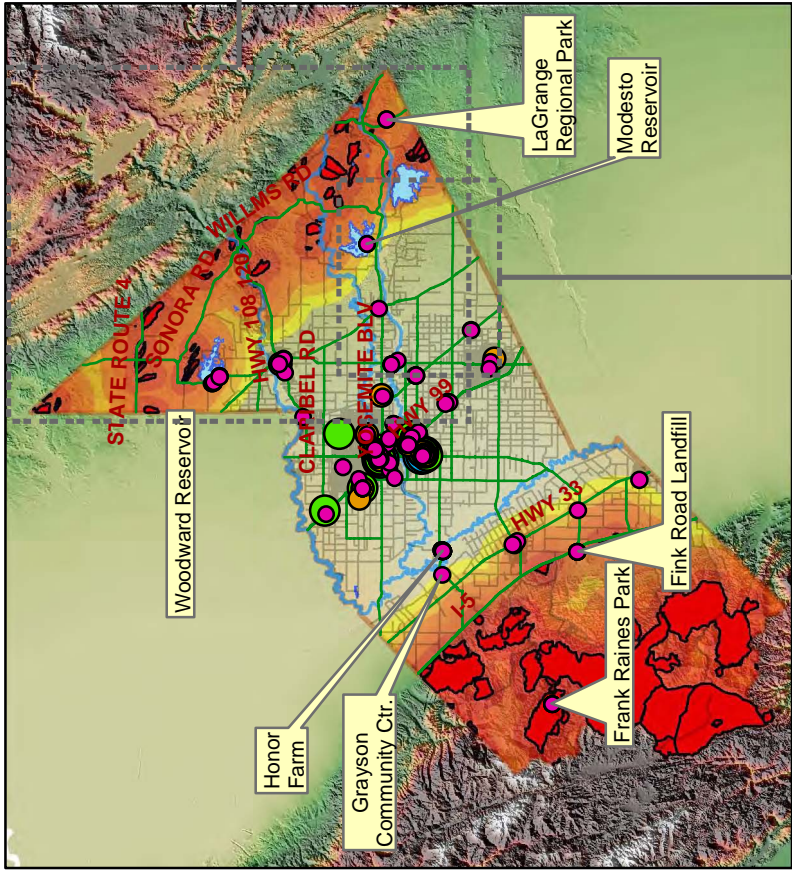 STATE ROUTE 4
SONORA RD
WILLMS RD
HWY 108 120
CLARIBEL RD
YOSEMITE BLV
HWY 99
HWY 33
I-5
Woodward Reservoir
LaGrange
Regional Park
Modesto
Reservoir
Honor
Farm
Grayson
Community Ctr.
Frank Raines Park
Fink Road Landfill